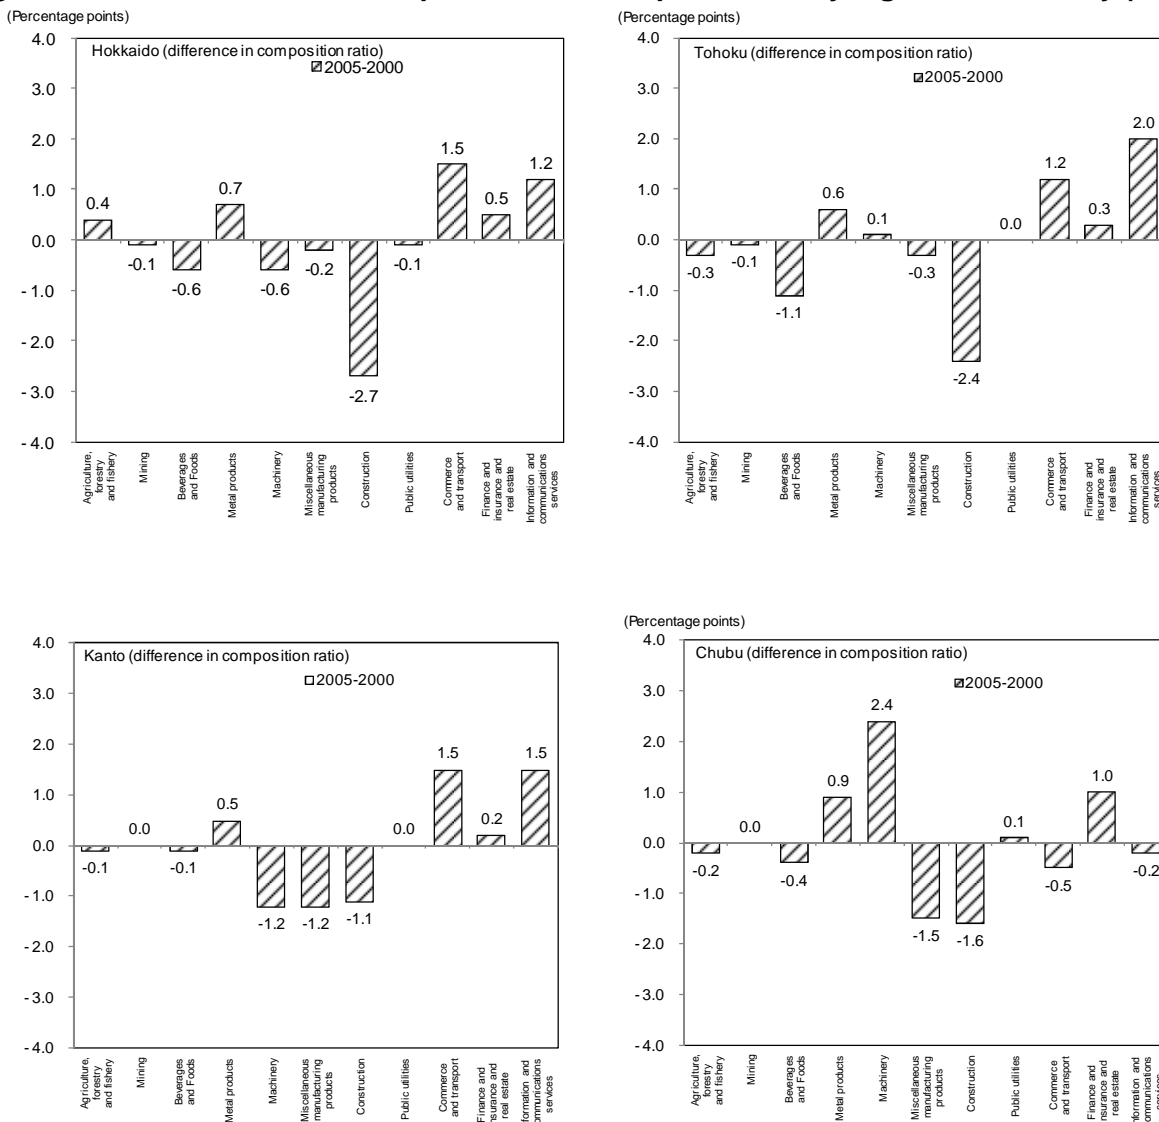 (Percentage points)
4.0
3.0
2.0
1.0
0.0
-1.0
-2.0
-3.0
-4.0
Hokkaido (difference in composition ratio)
2005-2000
0.4
-0.1
-0.6
0.7
-0.6
-0.2
-2.7
-0.1
1.5
0.5
1.2
Agriculture,
forestry
and fishery
Mining
Beverages
and Foods
Metal products
Machinery
Miscellaneous
manufacturing
products
Construction
Public utilities
Commerce
and transport
Finance and
insurance and
real estate
Information and
communications
services
(Percentage points)
4.0
3.0
2.0
1.0
0.0
-1.0
-2.0
-3.0
-4.0
Tohoku (difference in composition ratio)
2005-2000
-0.3
-0.1
-1.1
0.6
0.1
-0.3
-2.4
0.0
1.2
0.3
2.0
Agriculture,
forestry
and fishery
Mining
Beverages
and Foods
Metal products
Machinery
Miscellaneous
manufacturing
products
Construction
Public utilities
Commerce
and transport
Finance and
insurance and
real estate
Information and
communications
services
4.0
3.0
2.0
1.0
0.0
-1.0
-2.0
-3.0
-4.0
Kanto (difference in composition ratio)
2005-2000
-0.1
0.0
-0.1
0.5
-1.2
-1.2
-1.1
0.0
1.5
0.2
1.5
Agriculture,
forestry
and fishery
Mining
Beverages
and Foods
Metal products
Machinery
Miscellaneous
manufacturing
products
Construction
Public utilities
Commerce
and transport
Finance and
nsurance and
real estate
formation and
ommunications
services
(Percentage points)
4.0
3.0
2.0
1.0
0.0
-1.0
-2.0
-3.0
-4.0
Chubu (difference in composition ratio)
2005-2000
-0.2
0.0
-0.4
0.9
2.4
-1.5
-1.6
0.1
-0.5
1.0
-0.2
Agriculture,
forestry
and fishery
Mining
Beverages
and Foods
Metal products
Machinery
Miscellaneous
manufacturing
products
Construction
Public utilities
Commerce
and transport
Finance and
nsurance and
real estate
nformation and
ommunications